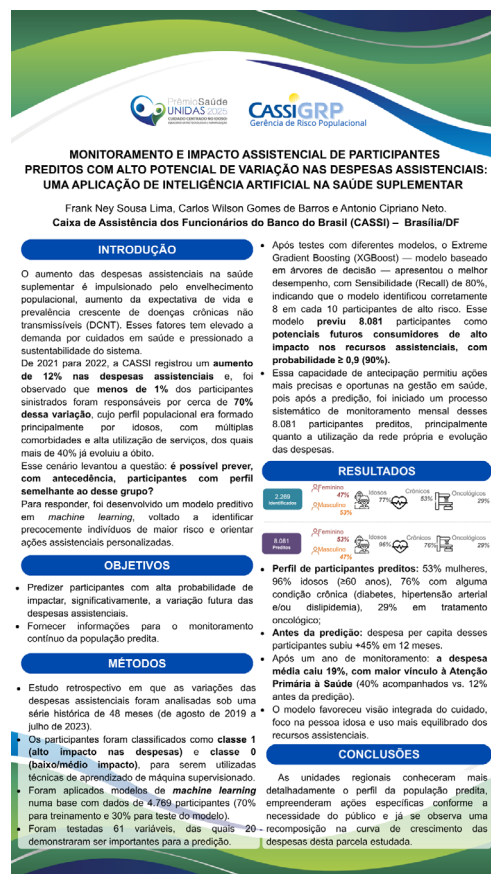 PrêmioSaúde
UNIDAS 2025
CUIDADO CENTRADO NO IDOSO
CASSIGRP
Gerência de Risco Populacional
MONITORAMENTO E IMPACTO ASSISTENCIAL DE PARTICIPANTES
PREDITOS COM ALTO POTENCIAL DE VARIAÇÃO NAS DESPESAS ASSISTENCIAIS:
UMA APLICAÇÃO DE INTELIGÊNCIA ARTIFICIAL NA SAÚDE SUPLEMENTAR
Frank Ney Sousa Lima, Carlos Wilson Gomes de Barros e Antonio Cipriano Neto.
Caixa de Assistência dos Funcionários do Banco do Brasil (CASSI) – Brasília/DF
INTRODUÇÃO
O aumento das despesas assistenciais na saúde
suplementar é impulsionado pelo envelhecimento
populacional, aumento da expectativa de vida e
prevalência crescente de doenças crônicas não
transmissíveis (DCNT). Esses fatores tem elevado a
demanda por cuidados em saúde e pressionado a
sustentabilidade do sistema.
De 2021 para 2022, a CASSI registrou um aumento
de 12% nas despesas assistenciais e, foi
observado que menos de 1% dos participantes
sinistrados foram responsáveis por cerca de 70%
dessa variação, cujo perfil populacional era formado
principalmente por idosos, com múltiplas
comorbidades e alta utilização de serviços, dos quais
mais de 40% já evoluiu a óbito.
Esse cenário levantou a questão: é possível prever,
com antecedência, participantes com perfil
semelhante ao desse grupo?
Para responder, foi desenvolvido um modelo preditivo
em machine learning, voltado a identificar
precocemente indivíduos de maior risco e orientar
ações assistenciais personalizadas.
OBJETIVOS
• Predizer participantes com alta probabilidade de
impactar, significativamente, a variação futura das
despesas assistenciais.
• Fornecer informações para o monitoramento
contínuo da população predita.
MÉTODOS
• Estudo retrospectivo em que as variações das
despesas assistenciais foram analisadas sob uma
série histórica de 48 meses (de agosto de 2019 a
julho de 2023).
• Os participantes foram classificados como classe 1
(alto impacto nas despesas) e classe 0
(baixo/médio impacto), para serem utilizadas
técnicas de aprendizado de máquina supervisionado.
• Foram aplicados modelos de machine learning
numa base com dados de 4.769 participantes (70%
para treinamento e 30% para teste do modelo).
• Foram testadas 61 variáveis, das quais 20
demonstraram ser importantes para a predição.
• Após testes com diferentes modelos, o Extreme
Gradient Boosting (XGBoost) — modelo baseado
em árvores de decisão — apresentou o melhor
desempenho, com Sensibilidade (Recall) de 80%,
indicando que o modelo identificou corretamente
8 em cada 10 participantes de alto risco. Esse
modelo previu 8.081 participantes como
potenciais futuros consumidores de alto
impacto nos recursos assistenciais, com
probabilidade ≥ 0,9 (90%).
• Essa capacidade de antecipação permitiu ações
mais precisas e oportunas na gestão em saúde,
pois após a predição, foi iniciado um processo
sistemático de monitoramento mensal desses
8.081 participantes preditos, principalmente
quanto a utilização da rede própria e evolução
das despesas.
RESULTADOS
2.269
Identificados
Feminino
47%
Masculino
53%
Idosos
77%
Crônicos
53%
Oncológicos
29%
8.081
Preditos
Feminino
53%
Masculino
47%
Idosos
96%
Crônicos
76%
Oncológicos
29%
• Perfil de participantes preditos: 53% mulheres,
96% idosos (≥60 anos), 76% com alguma
condição crônica (diabetes, hipertensão arterial
e/ou dislipidemia), 29% em tratamento
oncológico;
• Antes da predição: despesa per capita desses
participantes subiu +45% em 12 meses.
• Após um ano de monitoramento: a despesa
média caiu 19%, com maior vínculo à Atenção
Primária à Saúde (40% acompanhados vs. 12%
antes da predição).
• O modelo favoreceu visão integrada do cuidado,
foco na pessoa idosa e uso mais equilibrado dos
recursos assistenciais.
CONCLUSÕES
As unidades regionais conheceram mais
detalhadamente o perfil da população predita,
empreenderam ações específicas conforme a
necessidade do público e já se observa uma
recomposição na curva de crescimento das
despesas desta parcela estudada.